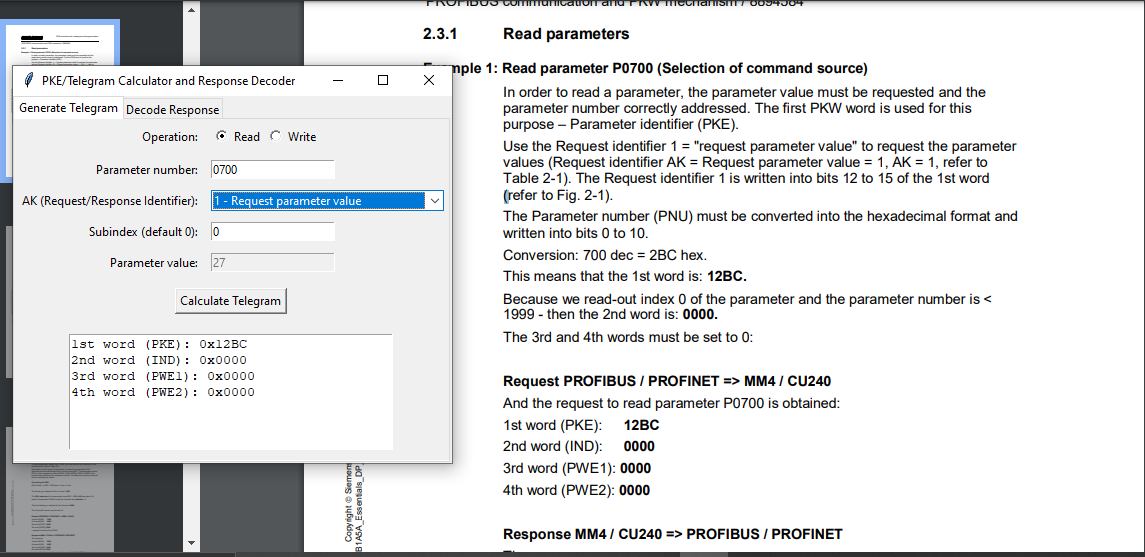 PROFIBUS communication and PKW mechanism / 8894584
2.3.1 Read parameters
mple 1: Read parameter P0700 (Selection of command source)
In order to read a parameter, the parameter value must be requested and the
parameter number correctly addressed. The first PKW word is used for this
purpose – Parameter identifier (PKE).
Use the Request identifier 1 = "request parameter value" to request the parameter
values (Request identifier AK = Request parameter value = 1, AK = 1, refer to
Table 2-1). The Request identifier 1 is written into bits 12 to 15 of the 1st word
(refer to Fig. 2-1).
The Parameter number (PNU) must be converted into the hexadecimal format and
written into bits 0 to 10.
Conversion: 700 dec = 2BC hex.
This means that the 1st word is: 12BC.
Because we read-out index 0 of the parameter and the parameter number is <
1999 - then the 2nd word is: 0000.
The 3rd and 4th words must be set to 0:
Request PROFIBUS / PROFINET => MM4 / CU240
And the request to read parameter P0700 is obtained:
1st word (PKE): 12BC
2nd word (IND): 0000
3rd word (PWE1): 0000
4th word (PWE2): 0000
Response MM4 / CU240 => PROFIBUS / PROFINET
Copyright © Siemens
B1A5A_Essentials_DP_
PKE/Telegram Calculator and Response Decoder
Generate Telegram Decode Response
Operation: Read Write
Parameter number: 0700
AK (Request/Response Identifier): 1 - Request parameter value
Subindex (default 0): 0
Parameter value: 27
Calculate Telegram
1st word (PKE): 0x12BC
2nd word (IND): 0x0000
3rd word (PWE1): 0x0000
4th word (PWE2): 0x0000